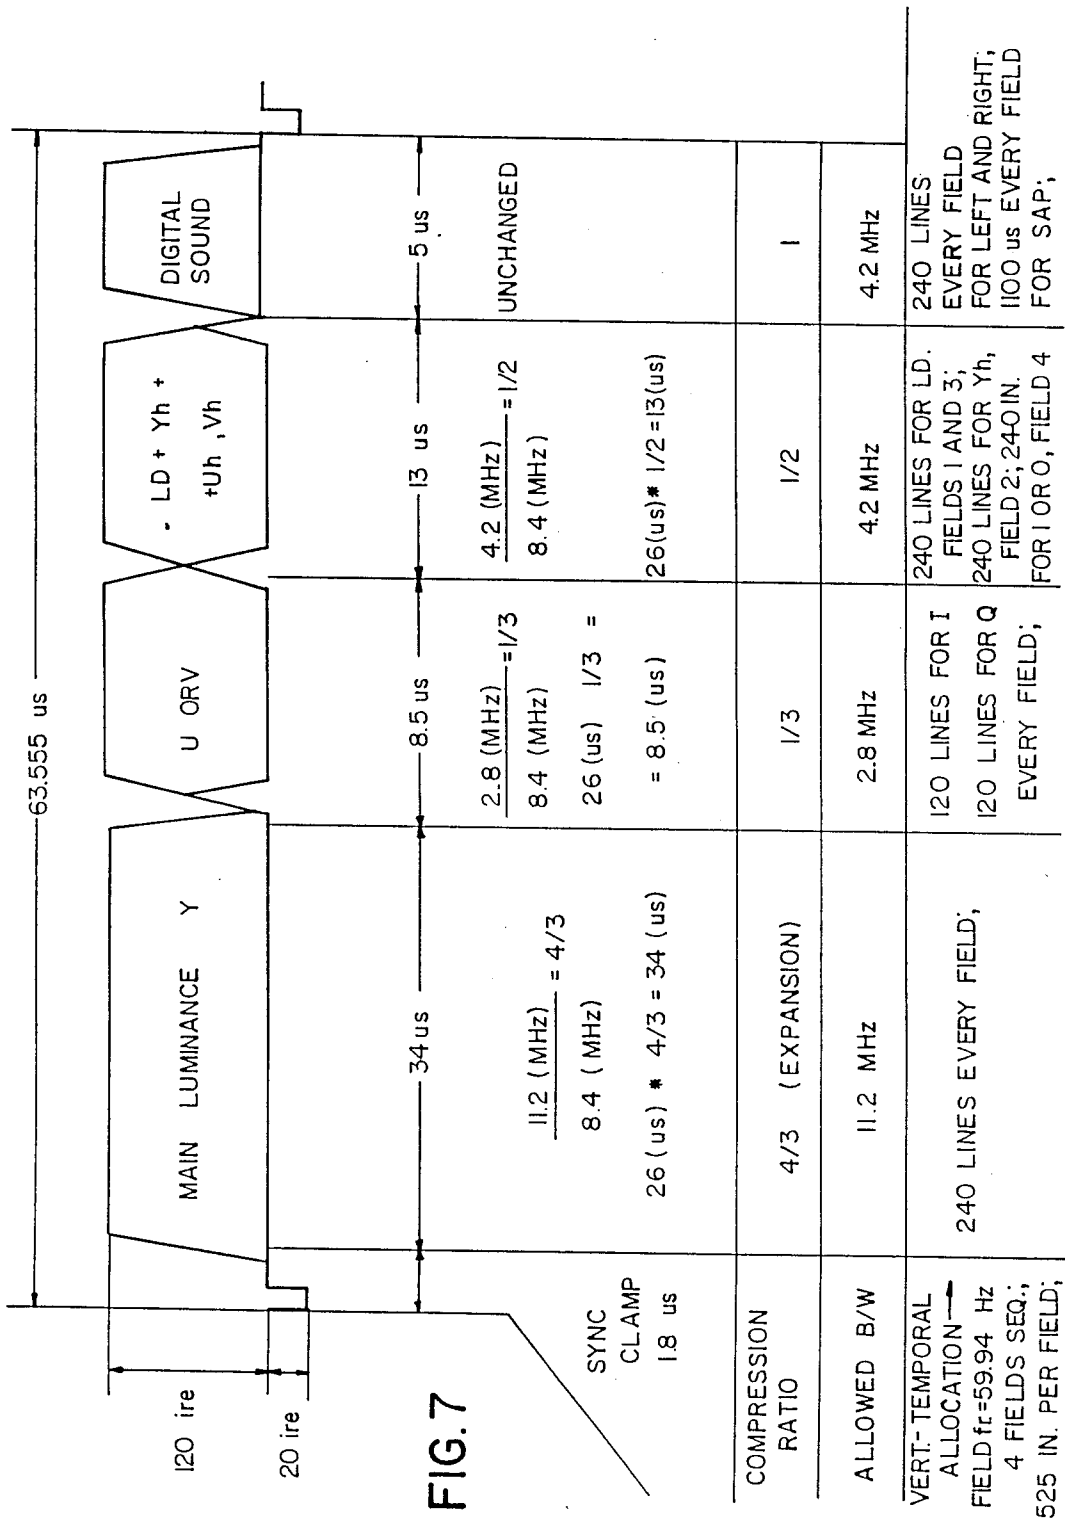 63.555 us
120 ire
20 ire
MAIN LUMINANCE Y
U ORV
- LD + Yh +
+Uh , Vh
DIGITAL
SOUND
34 us
8.5 us
13 us
5 us
FIG. 7
SYNC
CLAMP
1.8 us
11.2 (MHz)
8.4 (MHz)
= 4/3
26 (us) * 4/3 = 34 (us)
2.8 (MHz)
8.4 (MHz)
= 1/3
26 (us) 1/3 =
= 8.5 (us)
4.2 (MHz)
8.4 (MHz)
= 1/2
26(us) * 1/2 = 13(us)
UNCHANGED
COMPRESSION
RATIO
4/3 (EXPANSION)
1/3
1/2
1
ALLOWED B/W
11.2 MHz
2.8 MHz
4.2 MHz
4.2 MHz
VERT.- TEMPORAL
ALLOCATION
FIELD fr.=59.94 Hz
4 FIELDS SEQ.;
525 IN. PER FIELD;
240 LINES EVERY FIELD;
120 LINES FOR I
120 LINES FOR Q
EVERY FIELD;
240 LINES FOR LD.
FIELDS 1 AND 3;
240 LINES FOR Yh,
FIELD 2; 240 IN.
FOR I OR O, FIELD 4
240 LINES
EVERY FIELD
FOR LEFT AND RIGHT;
1100 us EVERY FIELD
FOR SAP;